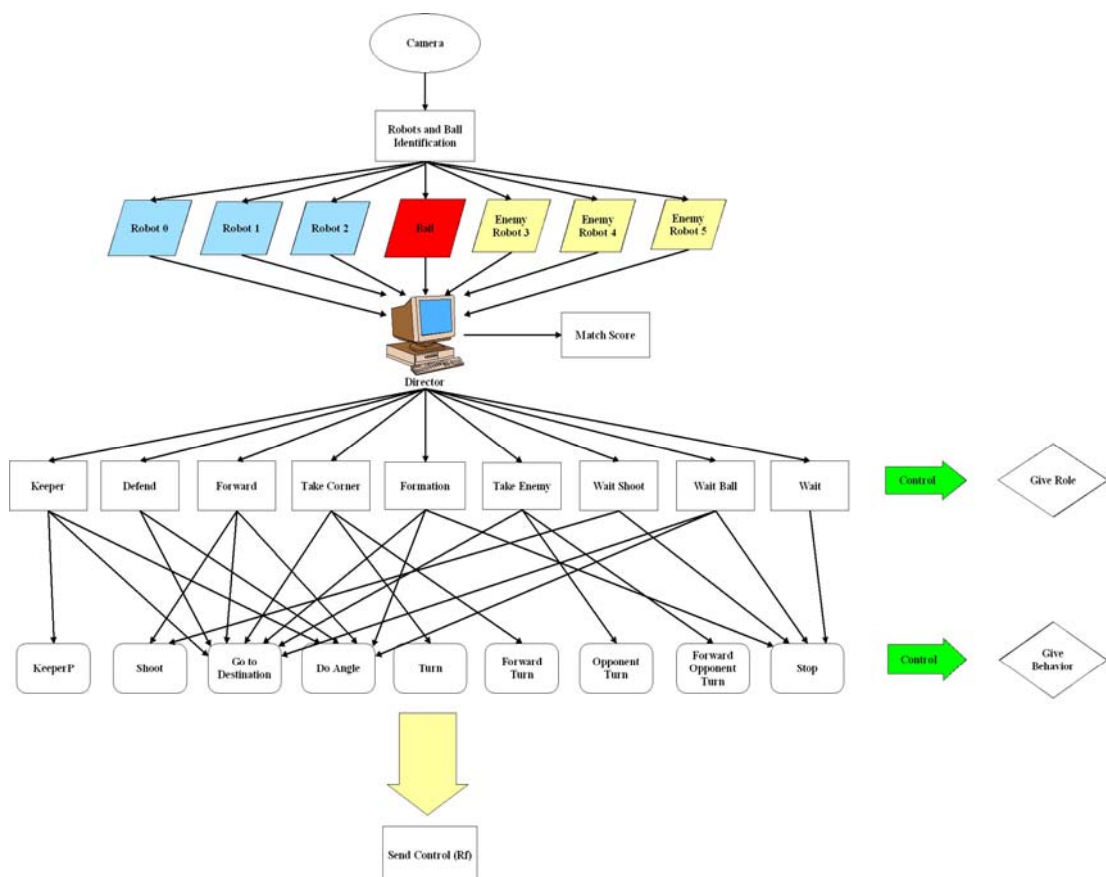 Camera
Robots and Ball
Identification
Robot 0
Robot 1
Robot 2
Ball
Enemy
Robot 3
Enemy
Robot 4
Enemy
Robot 5
Match Score
Director
Keeper
Defend
Forward
Take Corner
Formation
Take Enemy
Wait Shoot
Wait Ball
Wait
Control
Give Role
KeeperP
Shoot
Go to
Destination
Do Angle
Turn
Forward
Turn
Opponent
Turn
Forward
Opponent
Turn
Stop
Control
Give
Behavior
Send Control (Rf)